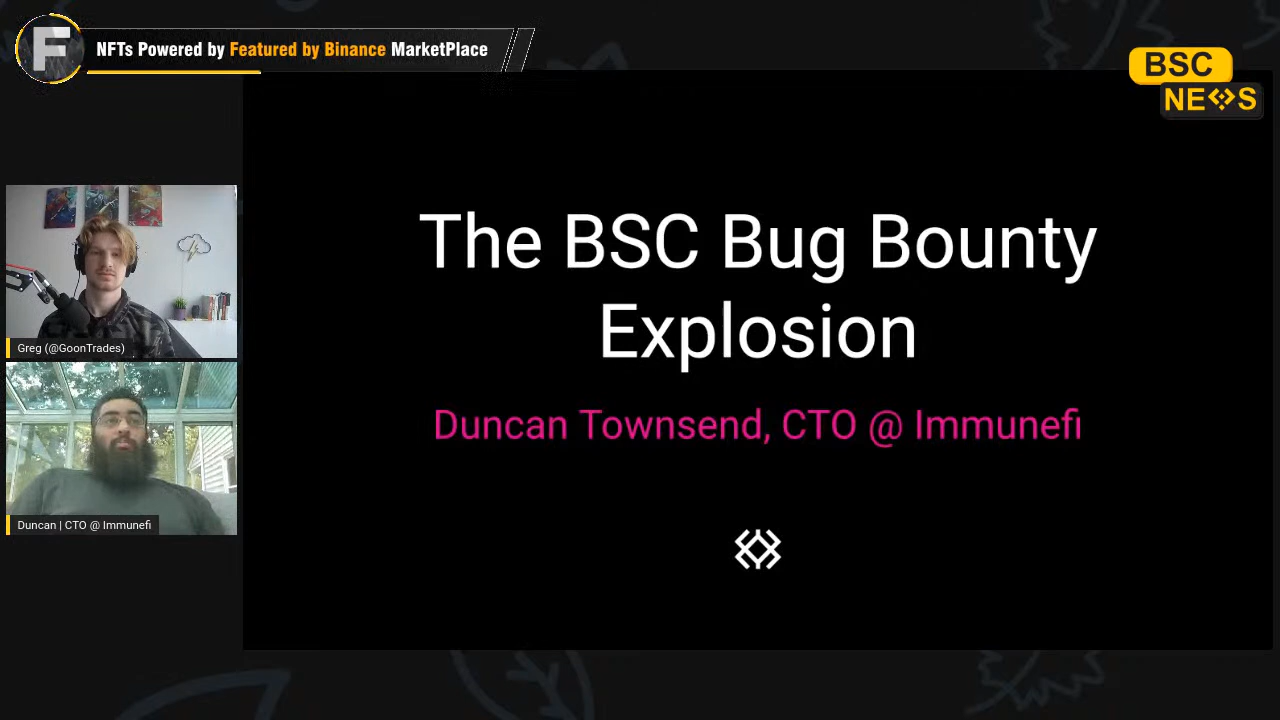 F
NFTs Powered by Featured by Binance MarketPlace
BSC
NEWS
The BSC Bug Bounty
Explosion
Duncan Townsend, CTO @ Immunefi
Greg (@GoonTrades)
Duncan | CTO @ Immunefi